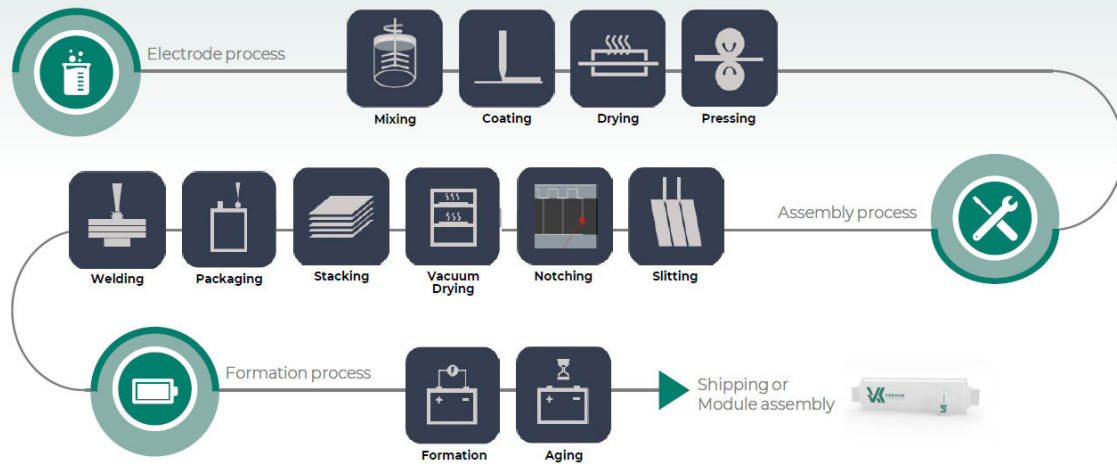 Electrode process
Mixing
Coating
Drying
Pressing
Assembly process
Welding
Packaging
Stacking
Vacuum
Drying
Notching
Slitting
Formation process
Formation
Aging
Shipping or
Module assembly